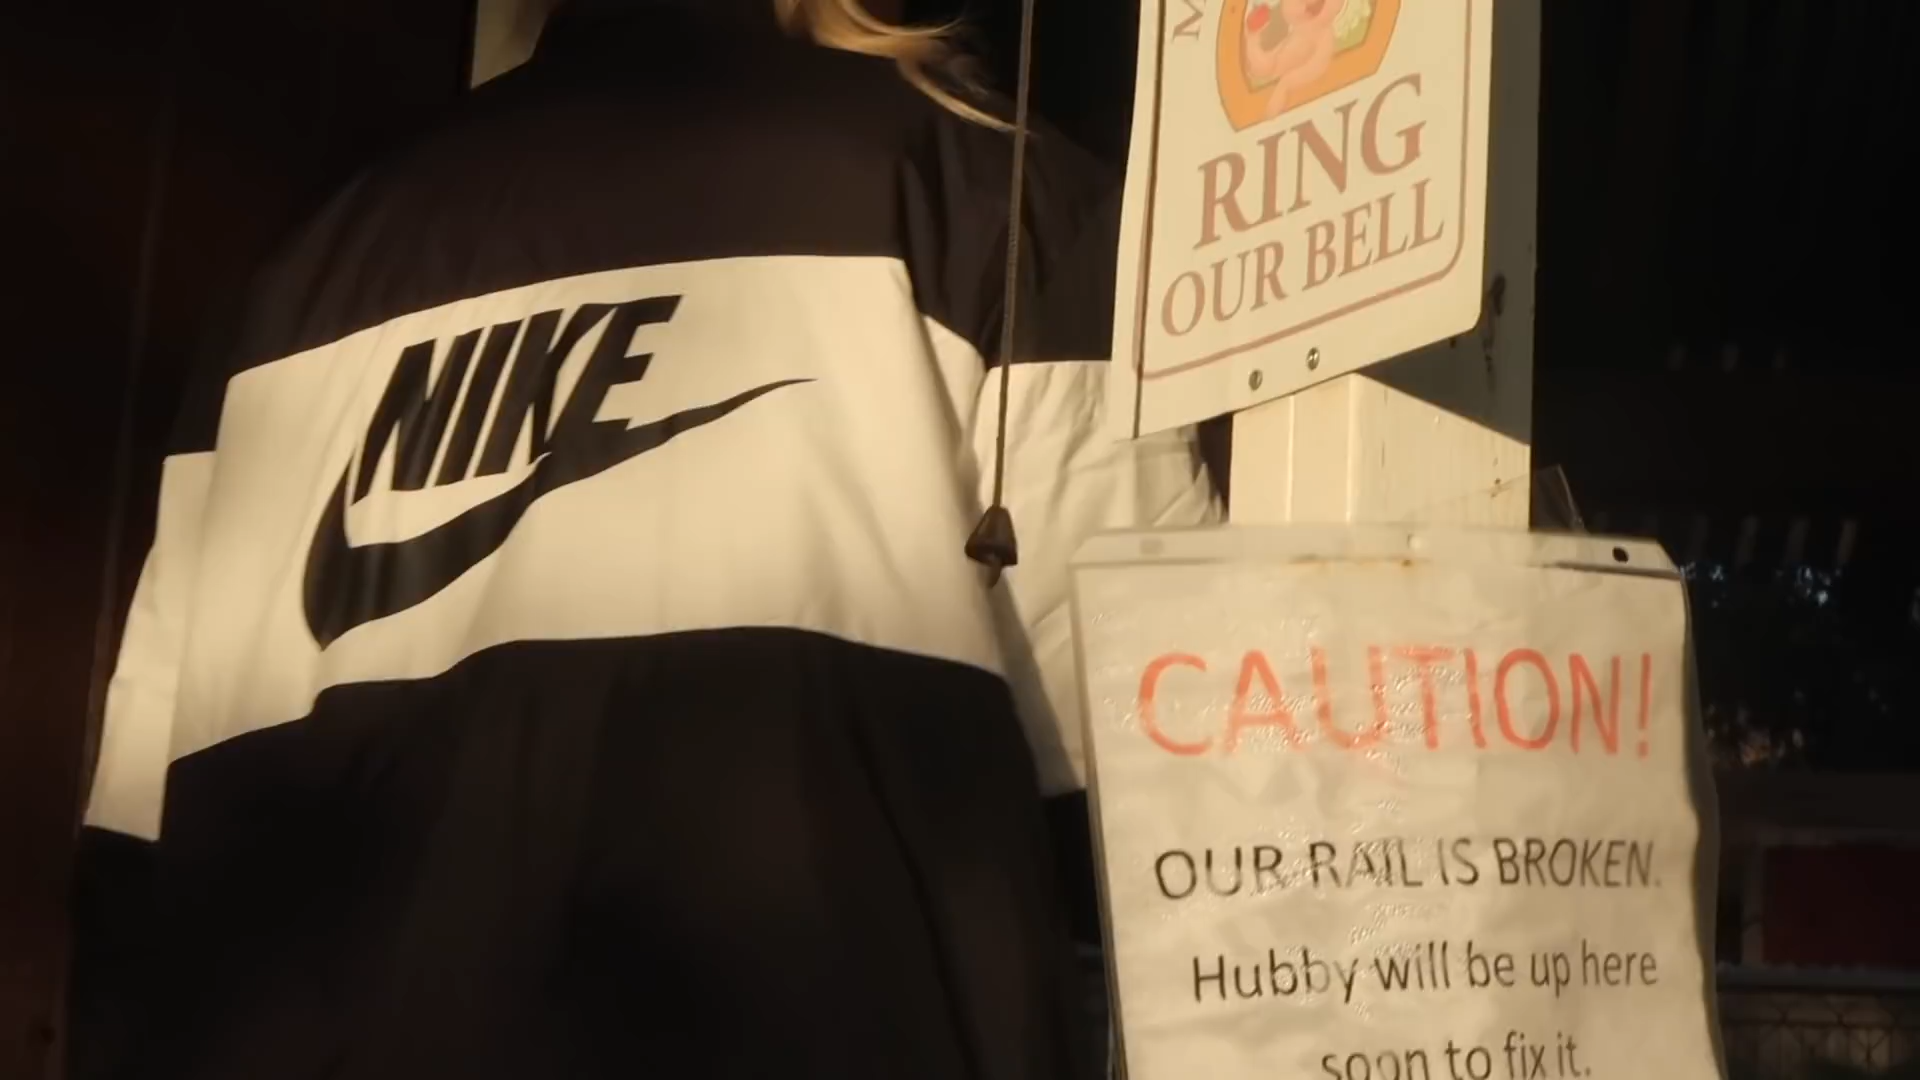 NIKE
RING
OUR BELL
CAUTION!
OUR RAIL IS BROKEN.
Hubby will be up here
soon to fix it.